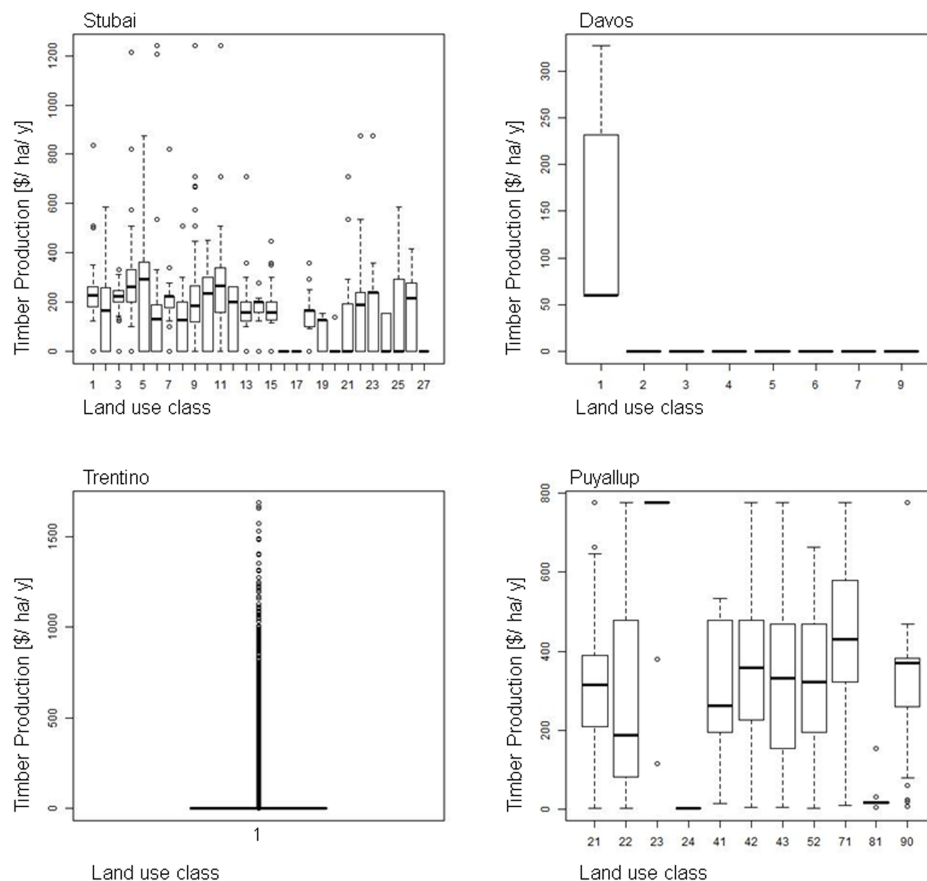 Stubai
Timber Production [$/ ha/ y]
1200
1000
800
600
400
200
0
1 3 5 7 9 11 13 15 17 19 21 23 25 27
Land use class
Davos
Timber Production [$/ ha/ y]
300
250
200
150
100
50
0
1 2 3 4 5 6 7 9
Land use class
Trentino
Timber Production [$/ ha/ y]
1500
1000
500
0
1
Land use class
Puyallup
Timber Production [$/ ha/ y]
800
600
400
200
0
21 22 23 24 41 42 43 52 71 81 90
Land use class